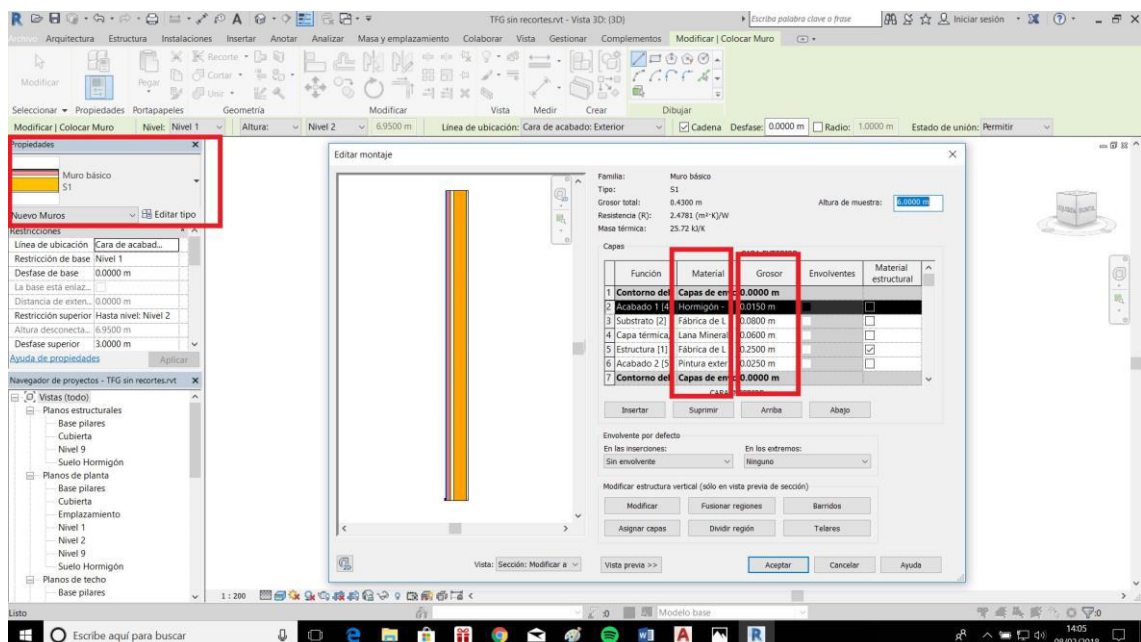 TFG sin recortes.rvt - Vista 3D: {3D}
Escriba palabra clave o frase
Iniciar sesión
Archivo Arquitectura Estructura Instalaciones Insertar Anotar Analizar Masa y emplazamiento Colaborar Vista Gestionar Complementos Modificar | Colocar Muro
Modificar
Pegar
Recorte
Cortar
Unir
Seleccionar Propiedades Portapapeles Geometría Modificar Vista Medir Crear Dibujar
Modificar | Colocar Muro Nivel: Nivel 1 Altura: Nivel 2 6.9500 m Línea de ubicación: Cara de acabado: Exterior Cadena Desfase: 0.0000 m Radio: 1.0000 m Estado de unión: Permitir
Propiedades
Muro básico
S1
Nuevo Muros Editar tipo
Restricciones
Línea de ubicación Cara de acabad...
Restricción de base Nivel 1
Desfase de base 0.0000 m
La base está enlaz...
Distancia de exten... 0.0000 m
Restricción superior Hasta nivel: Nivel 2
Altura desconecta... 6.9500 m
Desfase superior 3.0000 m
Ayuda de propiedades Aplicar
Navegador de proyectos - TFG sin recortes.rvt
Vistas (todo)
Planos estructurales
Base pilares
Cubierta
Nivel 9
Suelo Hormigón
Planos de planta
Base pilares
Cubierta
Emplazamiento
Nivel 1
Nivel 2
Nivel 9
Suelo Hormigón
Planos de techo
Base pilares
Editar montaje
Familia: Muro básico
Tipo: S1
Grosor total: 0.4300 m Altura de muestra: 6.0000 m
Resistencia (R): 2.4781 (m²·K)/W
Masa térmica: 25.72 kJ/K
Capas
CARA EXTERIOR
Función Material Grosor Envolventes Material estructural
1 Contorno del Capas de env 0.0000 m
2 Acabado 1 [4 Hormigón - 0.0150 m
3 Substrato [2] Fábrica de L 0.0800 m
4 Capa térmica Lana Mineral 0.0600 m
5 Estructura [1] Fábrica de L 0.2500 m
6 Acabado 2 [5 Pintura exter 0.0250 m
7 Contorno del Capas de env 0.0000 m
Insertar Suprimir Arriba Abajo
Envolvente por defecto
En las inserciones: En los extremos:
Sin envolvente Ninguno
Modificar estructura vertical (sólo en vista previa de sección)
Modificar Fusionar regiones Barridos
Asignar capas Dividir región Telares
Vista: Sección: Modificar a Vista previa >> Aceptar Cancelar Ayuda
1 : 200
Listo
:0 Modelo base :0
Escribe aquí para buscar
14:05
08/02/2018